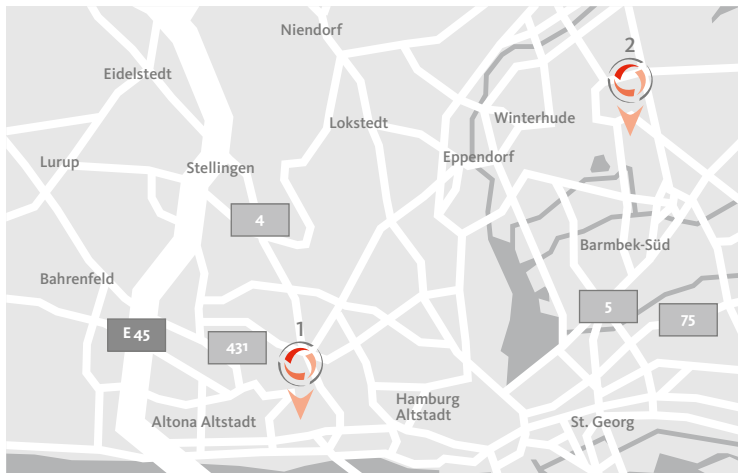 Niendorf
2
Eidelstedt
Winterhude
Lokstedt
Eppendorf
Lurup
Stellingen
4
Barmbek-Süd
Bahrenfeld
5
75
E 45
431
1
Hamburg
Altstadt
Altona Altstadt
St. Georg